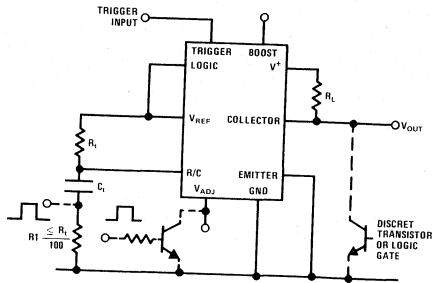 TRIGGER
INPUT
TRIGGER BOOST
LOGIC V+
RL
VREF COLLECTOR VOUT
Rt
R/C EMITTER
Ct VADJ GND
R1 ≤ Rt
100
DISCRET
TRANSISTOR
OR LOGIC
GATE